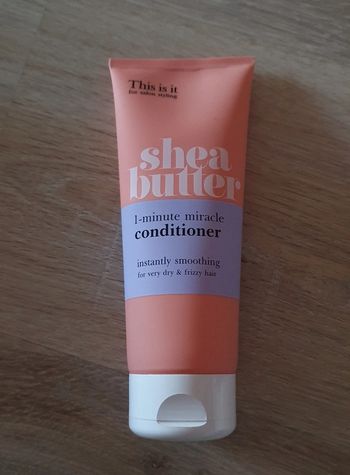 This is it
for salon styling
shea
butter
1-minute miracle
conditioner
instantly smoothing
for very dry & frizzy hair